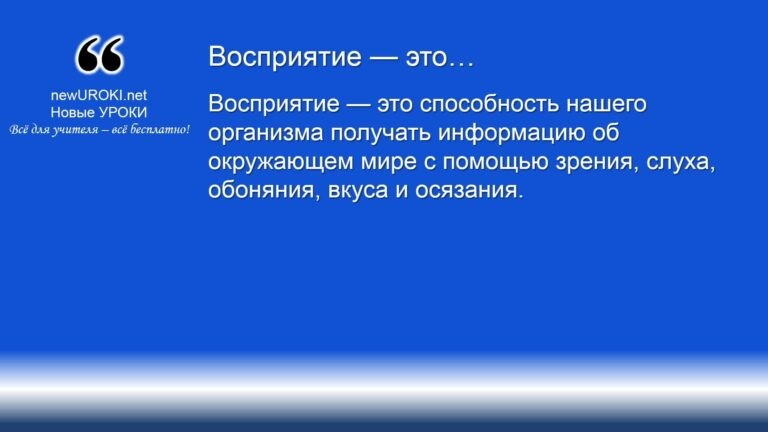 newUROKI.net
Новые УРОКИ
Всё для учителя – всё бесплатно!
Восприятие — это…
Восприятие — это способность нашего
организма получать информацию об
окружающем мире с помощью зрения, слуха,
обоняния, вкуса и осязания.